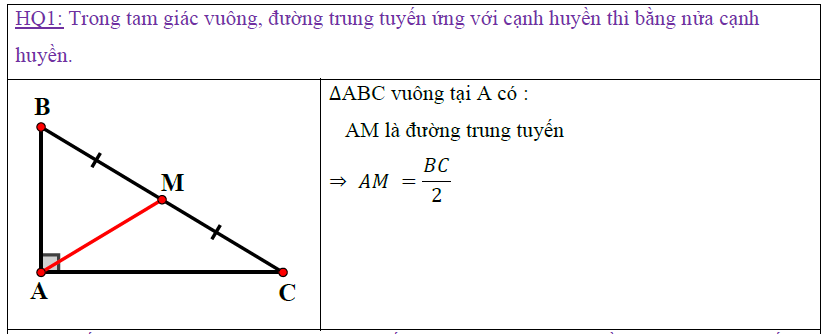 HQ1: Trong tam giác vuông, đường trung tuyến ứng với cạnh huyền thì bằng nửa cạnh
huyền.
B
M
A
C
ΔABC vuông tại A có :
AM là đường trung tuyến
⇒ AM = BC/2